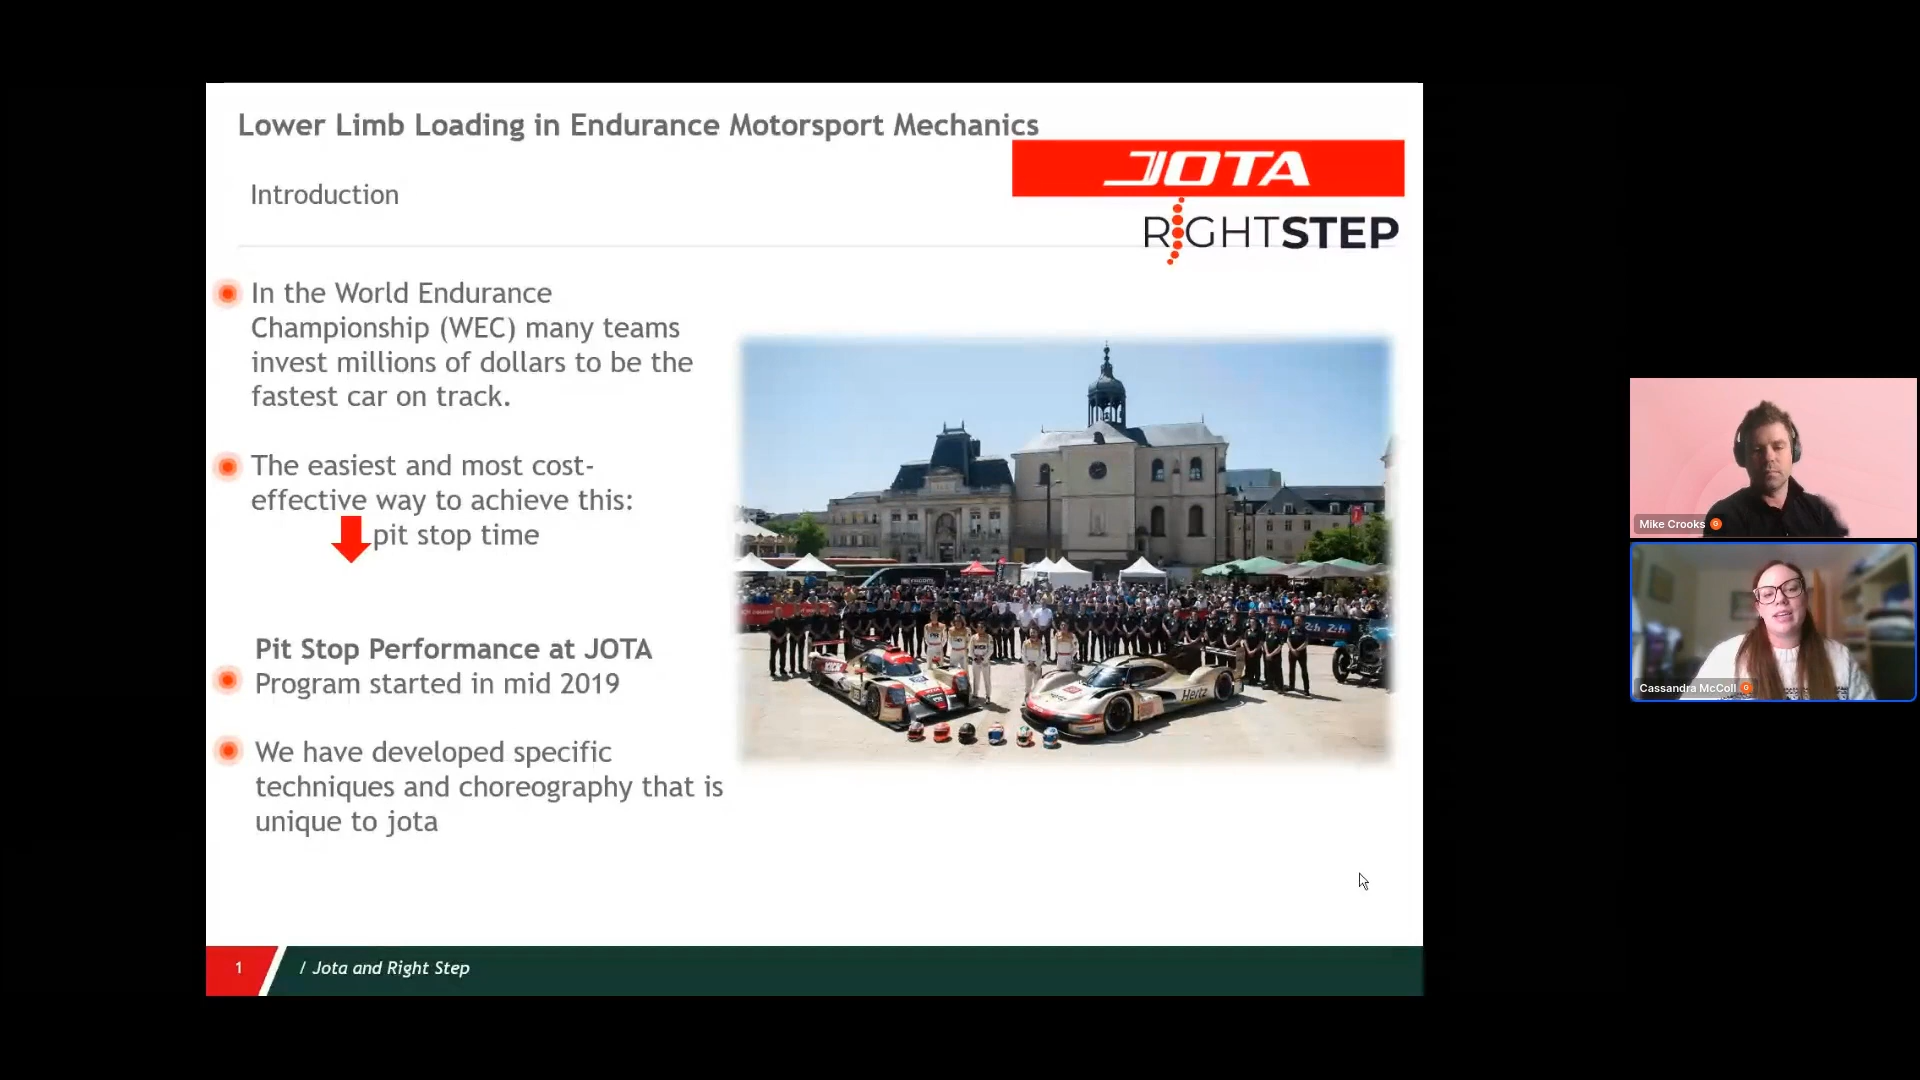 Lower Limb Loading in Endurance Motorsport Mechanics
JOTA
Introduction
RIGHTSTEP
In the World Endurance
Championship (WEC) many teams
invest millions of dollars to be the
fastest car on track.
The easiest and most cost-
effective way to achieve this:
pit stop time
Pit Stop Performance at JOTA
Program started in mid 2019
We have developed specific
techniques and choreography that is
unique to jota
Hertz
Mike Crooks
Cassandra McColl
1
/ Jota and Right Step